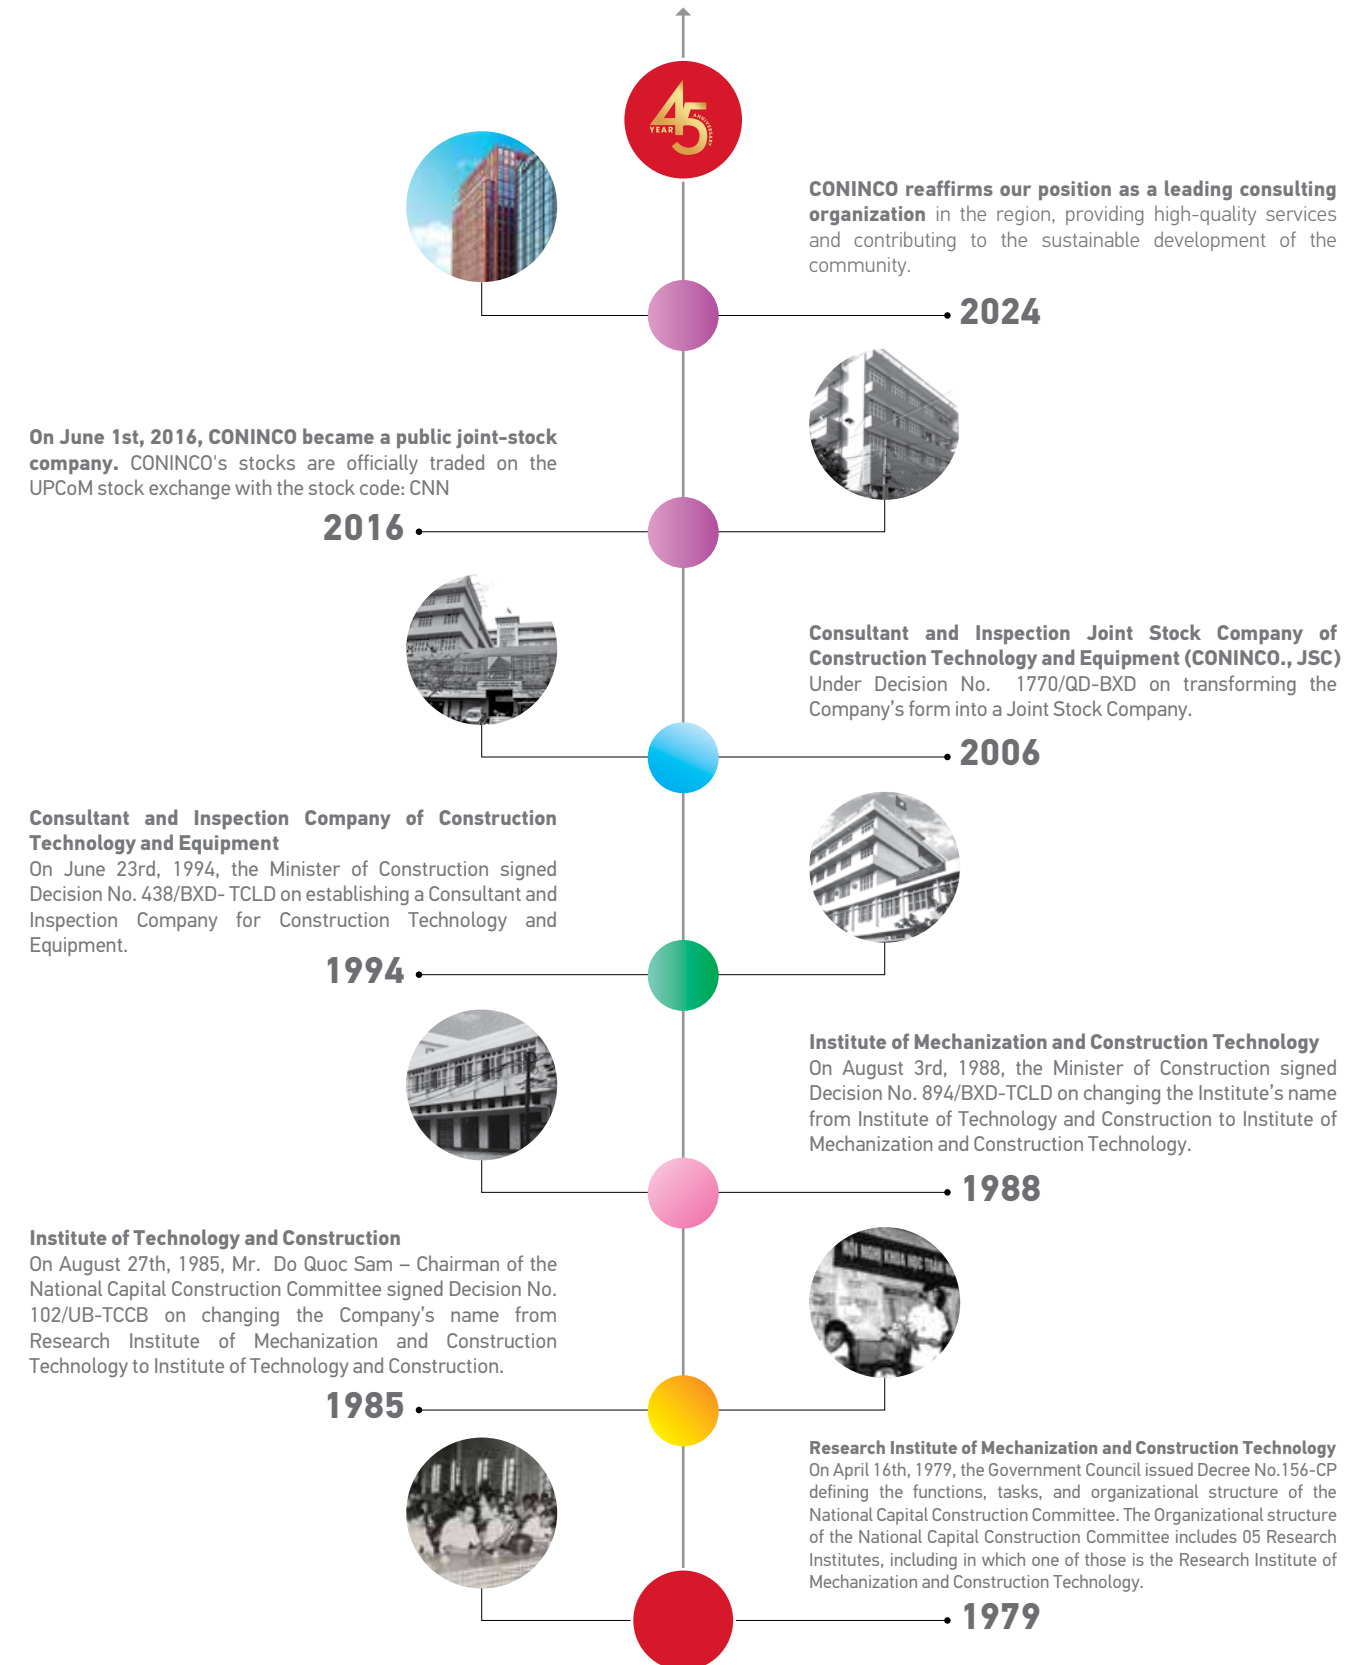 45
YEAR
ANNIVERSARY
CONINCO reaffirms our position as a leading consulting
organization in the region, providing high-quality services
and contributing to the sustainable development of the
community.
2024
On June 1st, 2016, CONINCO became a public joint-stock
company. CONINCO's stocks are officially traded on the
UPCoM stock exchange with the stock code: CNN
2016
Consultant and Inspection Joint Stock Company of
Construction Technology and Equipment (CONINCO., JSC)
Under Decision No. 1770/QD-BXD on transforming the
Company’s form into a Joint Stock Company.
2006
Consultant and Inspection Company of Construction
Technology and Equipment
On June 23rd, 1994, the Minister of Construction signed
Decision No. 438/BXD- TCLD on establishing a Consultant and
Inspection Company for Construction Technology and
Equipment.
1994
Institute of Mechanization and Construction Technology
On August 3rd, 1988, the Minister of Construction signed
Decision No. 894/BXD-TCLD on changing the Institute’s name
from Institute of Technology and Construction to Institute of
Mechanization and Construction Technology.
1988
Institute of Technology and Construction
On August 27th, 1985, Mr. Do Quoc Sam – Chairman of the
National Capital Construction Committee signed Decision No.
102/UB-TCCB on changing the Company’s name from
Research Institute of Mechanization and Construction
Technology to Institute of Technology and Construction.
1985
HỘI NGHỊ KHOA HỌC TOÀN
Research Institute of Mechanization and Construction Technology
On April 16th, 1979, the Government Council issued Decree No.156-CP
defining the functions, tasks, and organizational structure of the
National Capital Construction Committee. The Organizational structure
of the National Capital Construction Committee includes 05 Research
Institutes, including in which one of those is the Research Institute of
Mechanization and Construction Technology.
1979